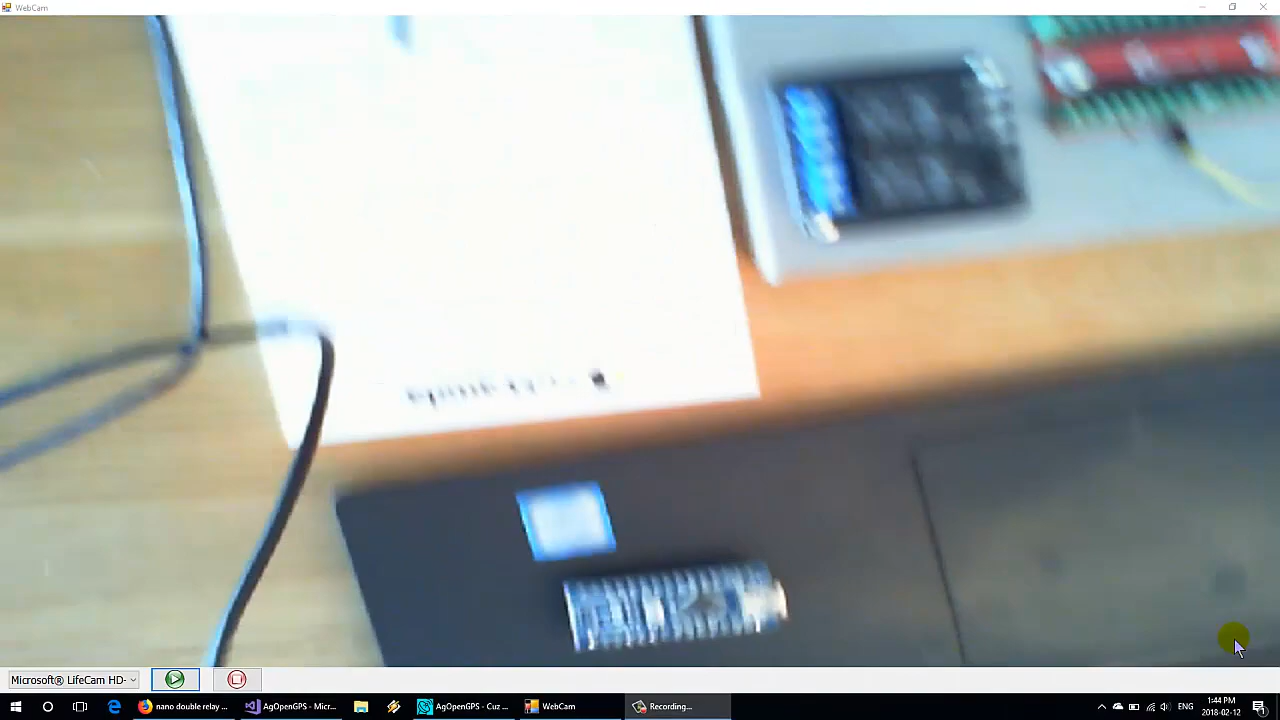 WebCam
Microsoft® LifeCam HD-
nano double relay ...
AgOpenGPS - Micr...
AgOpenGPS - Cuz ...
WebCam
Recording...
ENG
1:44 PM
2018-02-12
1